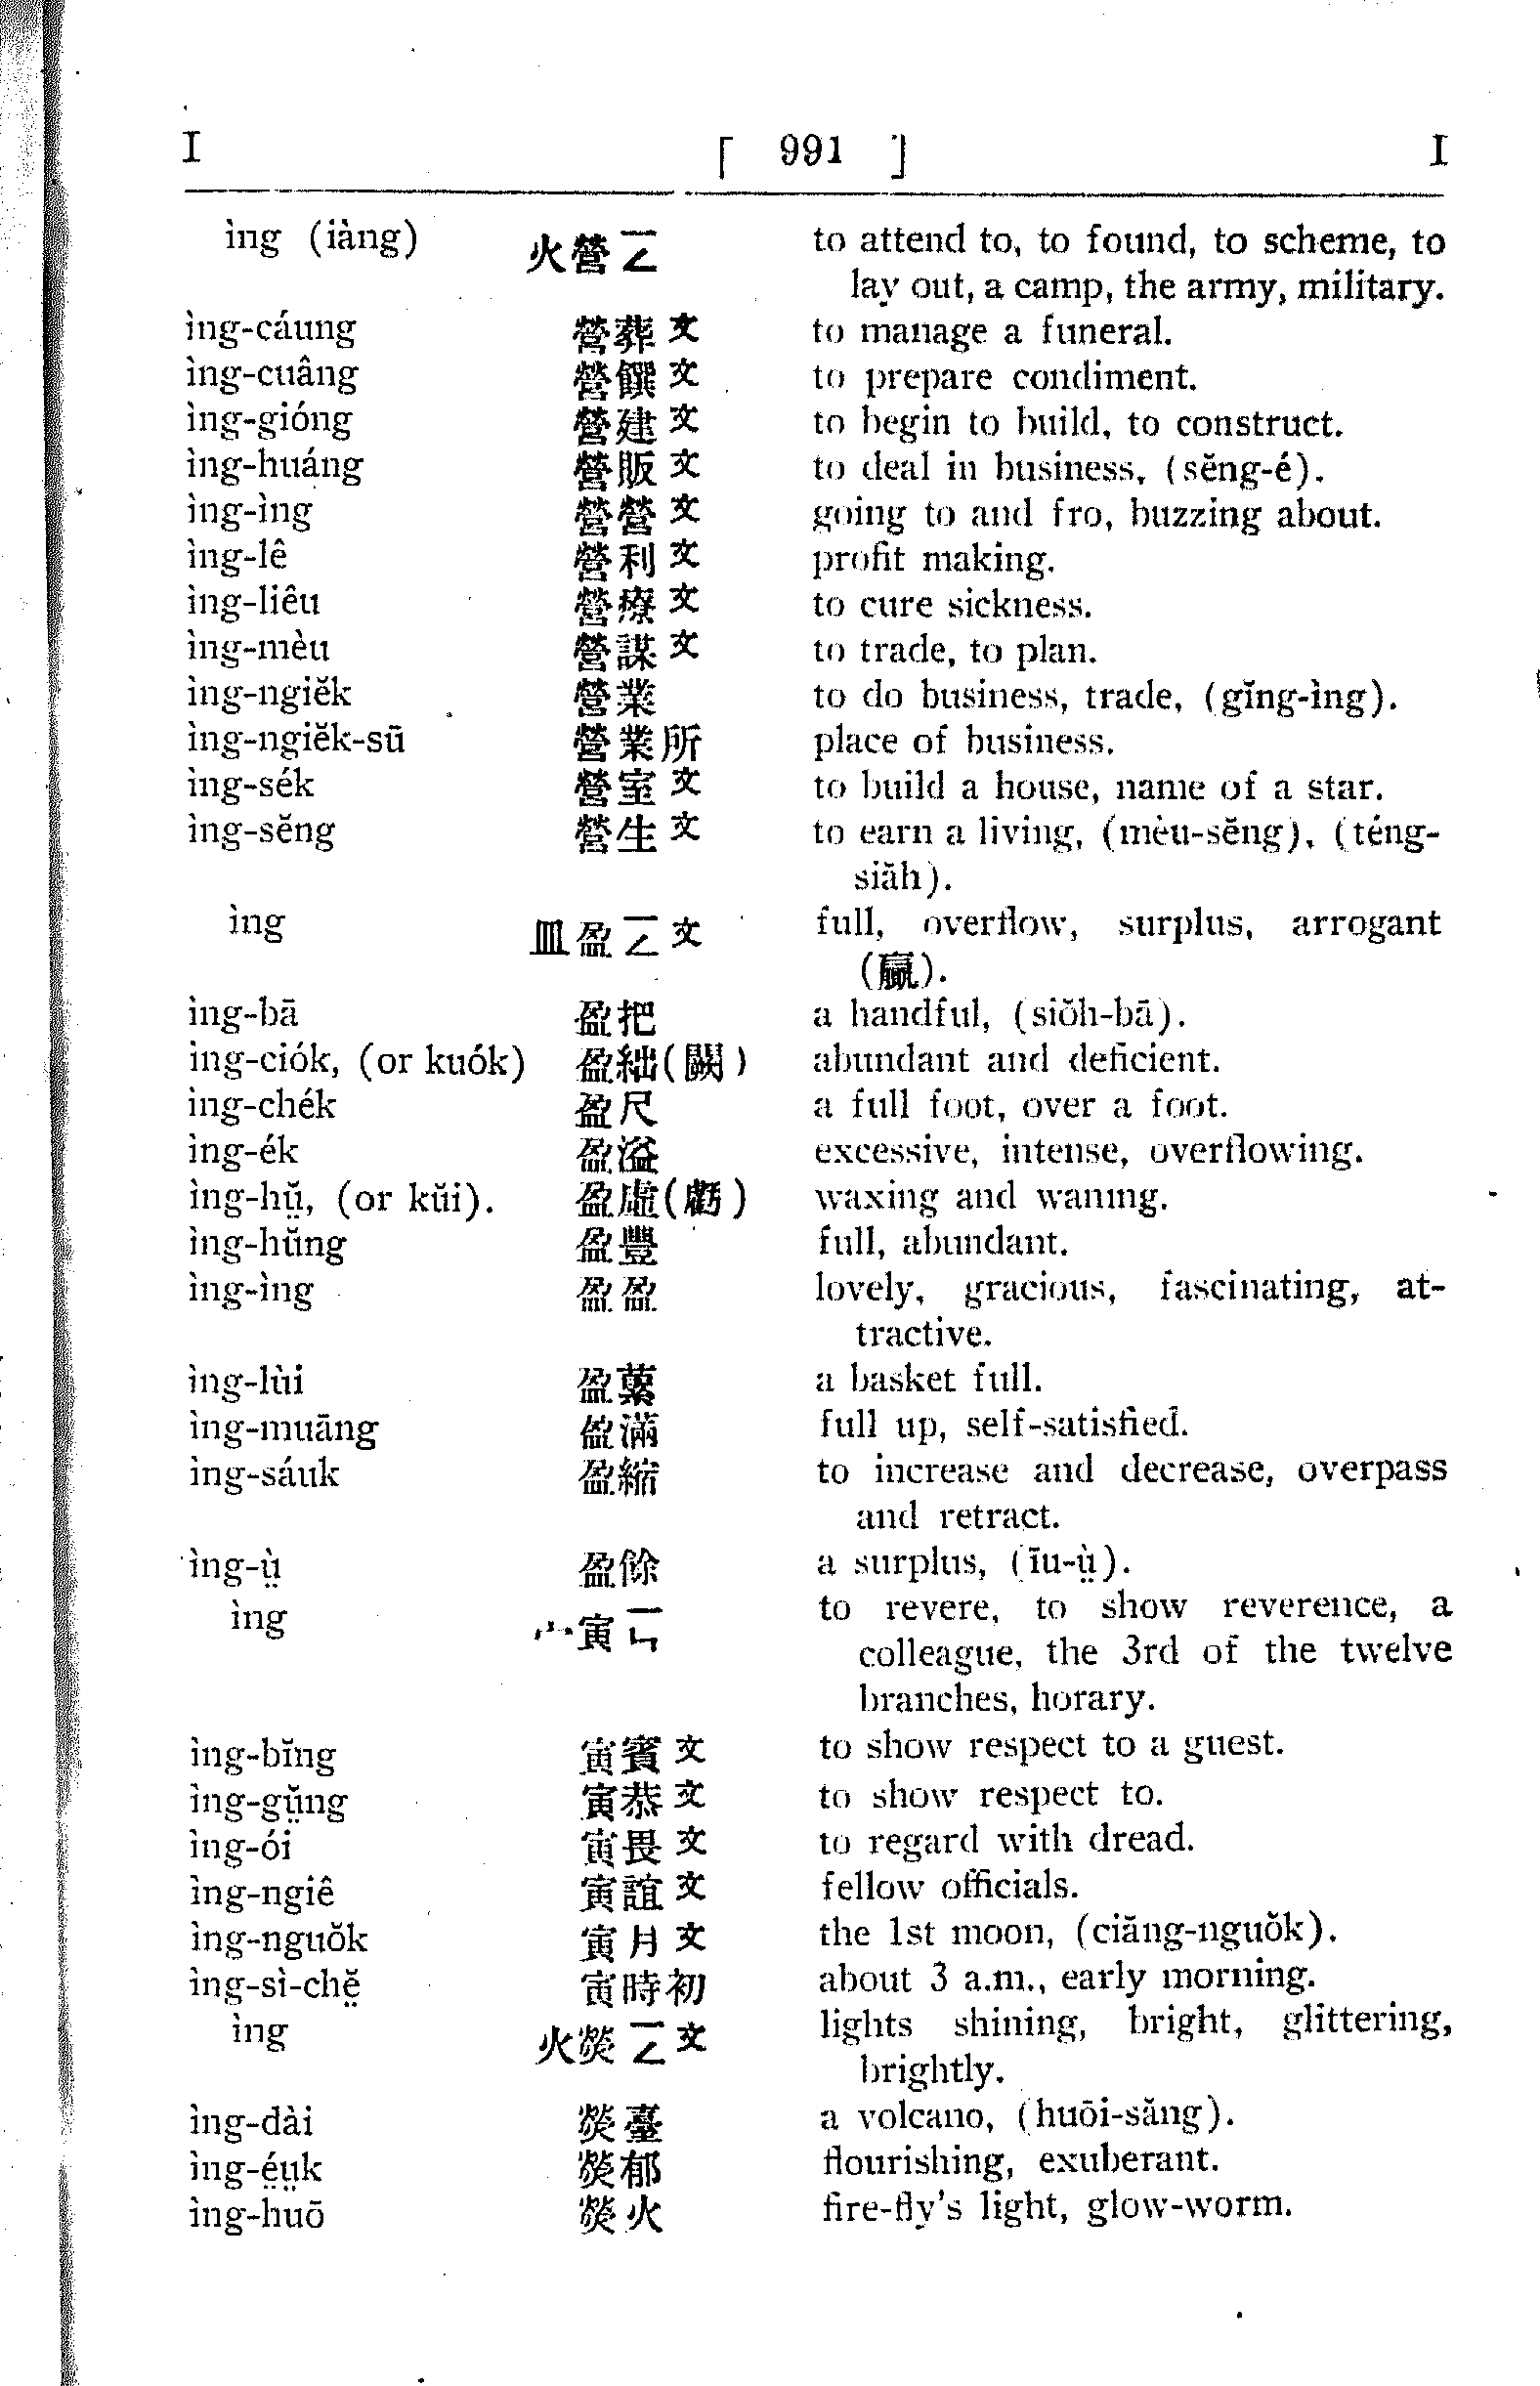 I [ 991 ] I
ìng (iàng) 火營ㄧㄥ to attend to, to found, to scheme, to
lay out, a camp, the army, military.
ìng-cáung 營葬文 to manage a funeral.
ìng-cuâng 營饌文 to prepare condiment.
ìng-gióng 營建文 to begin to build, to construct.
ìng-huáng 營販文 to deal in business, (sĕng-é).
ìng-ìng 營營文 going to and fro, buzzing about.
ìng-lê 營利文 profit making.
ìng-liêu 營療文 to cure sickness.
ìng-mèu 營謀文 to trade, to plan.
ìng-ngiĕk 營業 to do business, trade, (gĭng-ìng).
ìng-ngiĕk-sū 營業所 place of business.
ìng-sék 營室文 to build a house, name of a star.
ìng-sĕng 營生文 to earn a living, (mèu-sĕng), (téng-
siăh).
ìng 皿盈ㄧㄥ文 full, overflow, surplus, arrogant
(贏).
ìng-bā 盈把 a handful, (siŏh-bā).
ìng-ciók, (or kuók) 盈絀(闕) abundant and deficient.
ìng-chék 盈尺 a full foot, over a foot.
ìng-ék 盈溢 excessive, intense, overflowing.
ìng-hṳ̆, (or kŭi). 盈虛(虧) waxing and waning.
ìng-hŭng 盈豐 full, abundant.
ìng-ìng 盈盈 lovely, gracious, fascinating, at-
tractive.
ìng-lùi 盈蔂 a basket full.
ìng-muāng 盈滿 full up, self-satisfied.
ìng-sáuk 盈縮 to increase and decrease, overpass
and retract.
ìng-ṳ̀ 盈餘 a surplus, (īu-ṳ̀).
ìng 宀寅ㄧㄣ to revere, to show reverence, a
colleague, the 3rd of the twelve
branches, horary.
ìng-bĭng 寅賓文 to show respect to a guest.
ìng-gṳ̆ng 寅恭文 to show respect to.
ìng-ói 寅畏文 to regard with dread.
ìng-ngiê 寅誼文 fellow officials.
ìng-nguŏk 寅月文 the 1st moon, (ciăng-nguŏk).
ìng-sì-chĕ̤ 寅時初 about 3 a.m., early morning.
ìng 火熒ㄧㄥ文 lights shining, bright, glittering,
brightly.
ìng-dài 熒臺 a volcano, (huōi-săng).
ìng-é̤ṳk 熒郁 flourishing, exuberant.
ìng-huō 熒火 fire-fly's light, glow-worm.